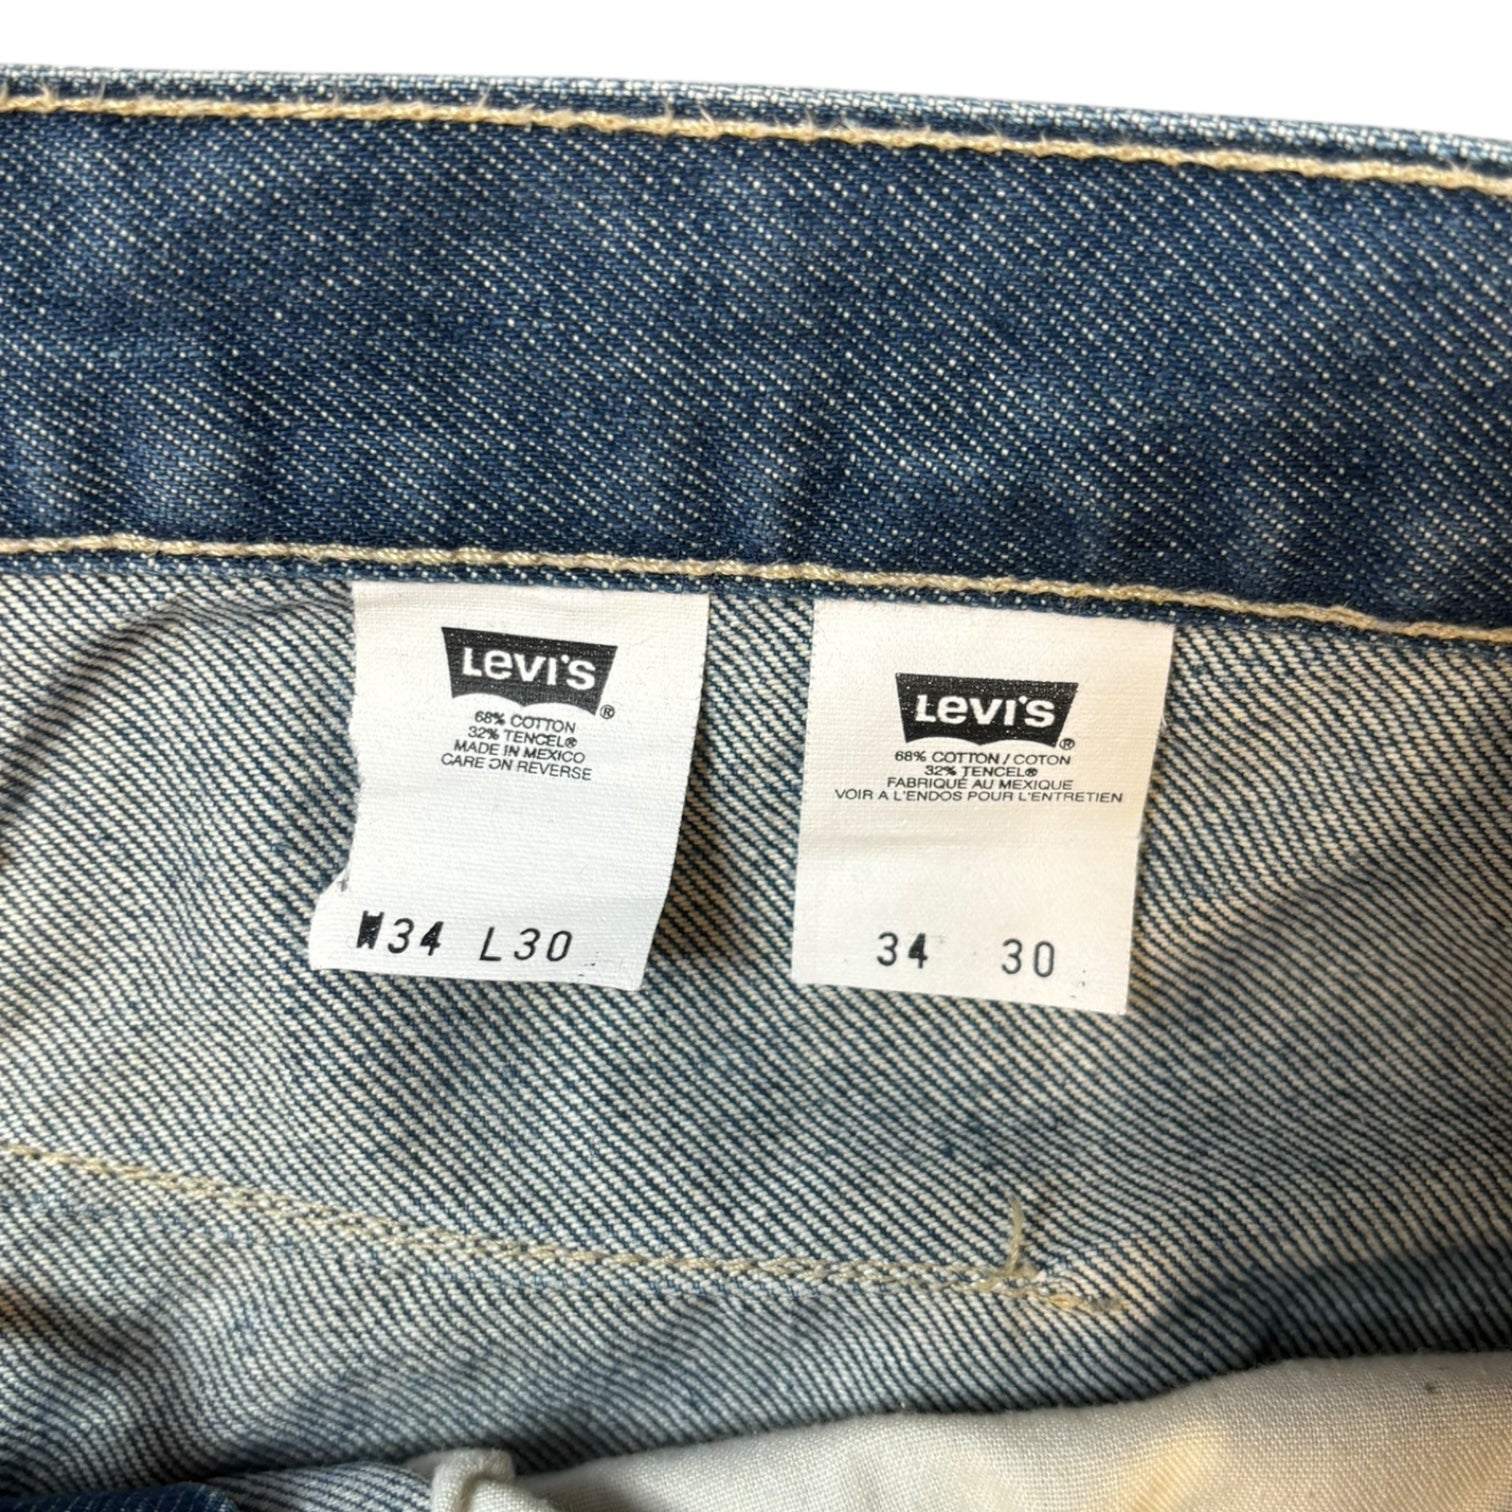 LEVI'S®
68% COTTON
32% TENCEL®
MADE IN MEXICO
CARE ON REVERSE
W34 L30
LEVI'S®
68% COTTON / COTON
32% TENCEL®
FABRIQUÉ AU MEXIQUE
VOIR A L'ENDOS POUR L'ENTRETIEN
34 30